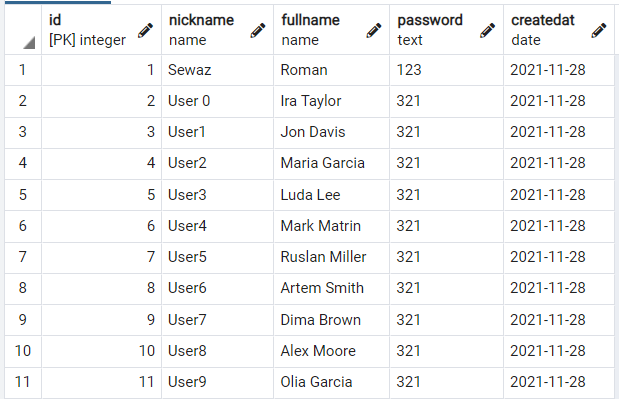 id nickname fullname password createdat
[PK] integer name name text date
1 1 Sewaz Roman 123 2021-11-28
2 2 User 0 Ira Taylor 321 2021-11-28
3 3 User1 Jon Davis 321 2021-11-28
4 4 User2 Maria Garcia 321 2021-11-28
5 5 User3 Luda Lee 321 2021-11-28
6 6 User4 Mark Matrin 321 2021-11-28
7 7 User5 Ruslan Miller 321 2021-11-28
8 8 User6 Artem Smith 321 2021-11-28
9 9 User7 Dima Brown 321 2021-11-28
10 10 User8 Alex Moore 321 2021-11-28
11 11 User9 Olia Garcia 321 2021-11-28